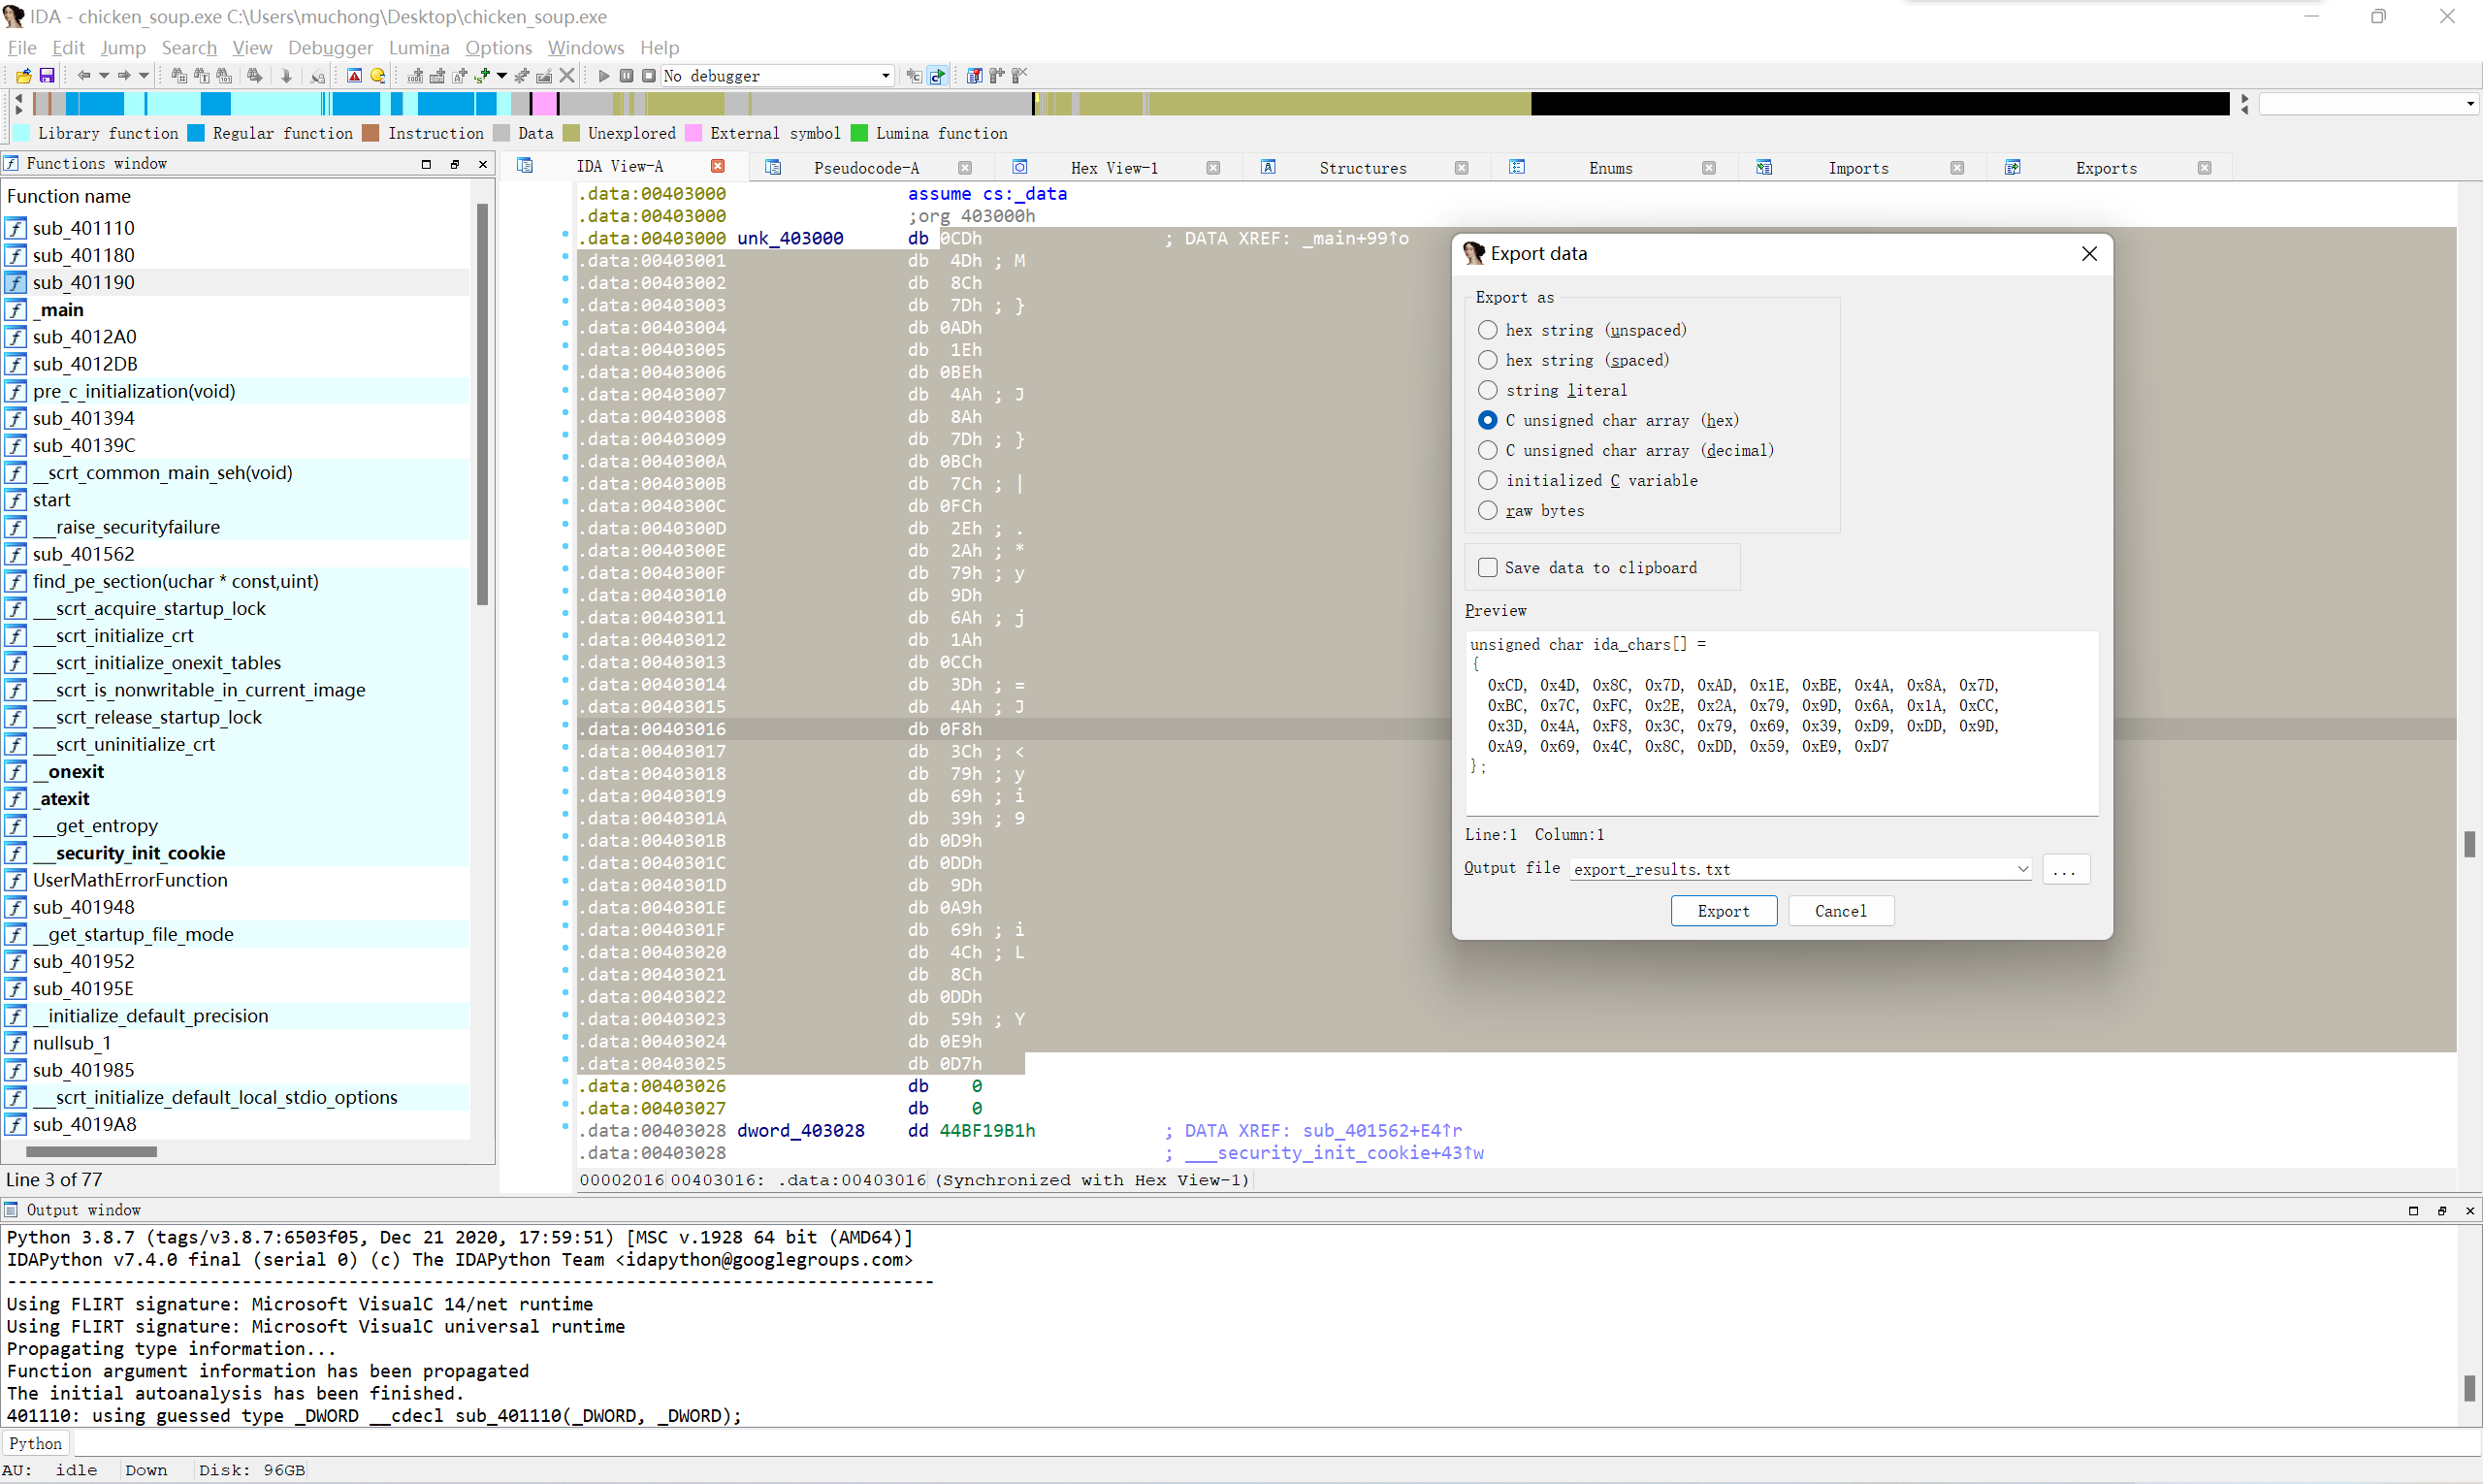 IDA - chicken_soup.exe C:\Users\muchong\Desktop\chicken_soup.exe
File Edit Jump Search View Debugger Lumina Options Windows Help
No debugger
Library function Regular function Instruction Data Unexplored External symbol Lumina function
Functions window
Function name
sub_401110
sub_401180
sub_401190
_main
sub_4012A0
sub_4012DB
pre_c_initialization(void)
sub_401394
sub_40139C
__scrt_common_main_seh(void)
start
___raise_securityfailure
sub_401562
find_pe_section(uchar * const,uint)
___scrt_acquire_startup_lock
___scrt_initialize_crt
___scrt_initialize_onexit_tables
___scrt_is_nonwritable_in_current_image
___scrt_release_startup_lock
___scrt_uninitialize_crt
__onexit
_atexit
___get_entropy
___security_init_cookie
UserMathErrorFunction
sub_401948
__get_startup_file_mode
sub_401952
sub_40195E
__initialize_default_precision
nullsub_1
sub_401985
___scrt_initialize_default_local_stdio_options
sub_4019A8
Line 3 of 77
IDA View-A Pseudocode-A Hex View-1 Structures Enums Imports Exports
.data:00403000 assume cs:_data
.data:00403000 ;org 403000h
.data:00403000 unk_403000 db 0CDh ; DATA XREF: _main+99↑o
.data:00403001 db 4Dh ; M
.data:00403002 db 8Ch
.data:00403003 db 7Dh ; }
.data:00403004 db 0ADh
.data:00403005 db 1Eh
.data:00403006 db 0BEh
.data:00403007 db 4Ah ; J
.data:00403008 db 8Ah
.data:00403009 db 7Dh ; }
.data:0040300A db 0BCh
.data:0040300B db 7Ch ; |
.data:0040300C db 0FCh
.data:0040300D db 2Eh ; .
.data:0040300E db 2Ah ; *
.data:0040300F db 79h ; y
.data:00403010 db 9Dh
.data:00403011 db 6Ah ; j
.data:00403012 db 1Ah
.data:00403013 db 0CCh
.data:00403014 db 3Dh ; =
.data:00403015 db 4Ah ; J
.data:00403016 db 0F8h
.data:00403017 db 3Ch ; <
.data:00403018 db 79h ; y
.data:00403019 db 69h ; i
.data:0040301A db 39h ; 9
.data:0040301B db 0D9h
.data:0040301C db 0DDh
.data:0040301D db 9Dh
.data:0040301E db 0A9h
.data:0040301F db 69h ; i
.data:00403020 db 4Ch ; L
.data:00403021 db 8Ch
.data:00403022 db 0DDh
.data:00403023 db 59h ; Y
.data:00403024 db 0E9h
.data:00403025 db 0D7h
.data:00403026 db 0
.data:00403027 db 0
.data:00403028 dword_403028 dd 44BF19B1h ; DATA XREF: sub_401562+E4↑r
.data:00403028 ; ___security_init_cookie+43↑w
00002016 00403016: .data:00403016 (Synchronized with Hex View-1)
Export data
Export as
hex string (unspaced)
hex string (spaced)
string literal
C unsigned char array (hex)
C unsigned char array (decimal)
initialized C variable
raw bytes
Save data to clipboard
Preview
unsigned char ida_chars[] =
{
0xCD, 0x4D, 0x8C, 0x7D, 0xAD, 0x1E, 0xBE, 0x4A, 0x8A, 0x7D,
0xBC, 0x7C, 0xFC, 0x2E, 0x2A, 0x79, 0x9D, 0x6A, 0x1A, 0xCC,
0x3D, 0x4A, 0xF8, 0x3C, 0x79, 0x69, 0x39, 0xD9, 0xDD, 0x9D,
0xA9, 0x69, 0x4C, 0x8C, 0xDD, 0x59, 0xE9, 0xD7
};
Line:1 Column:1
Output file export_results.txt ...
Export Cancel
Output window
Python 3.8.7 (tags/v3.8.7:6503f05, Dec 21 2020, 17:59:51) [MSC v.1928 64 bit (AMD64)]
IDAPython v7.4.0 final (serial 0) (c) The IDAPython Team <idapython@googlegroups.com>
---------------------------------------------------------------------------------------
Using FLIRT signature: Microsoft VisualC 14/net runtime
Using FLIRT signature: Microsoft VisualC universal runtime
Propagating type information...
Function argument information has been propagated
The initial autoanalysis has been finished.
401110: using guessed type _DWORD __cdecl sub_401110(_DWORD, _DWORD);
Python
AU: idle Down Disk: 96GB